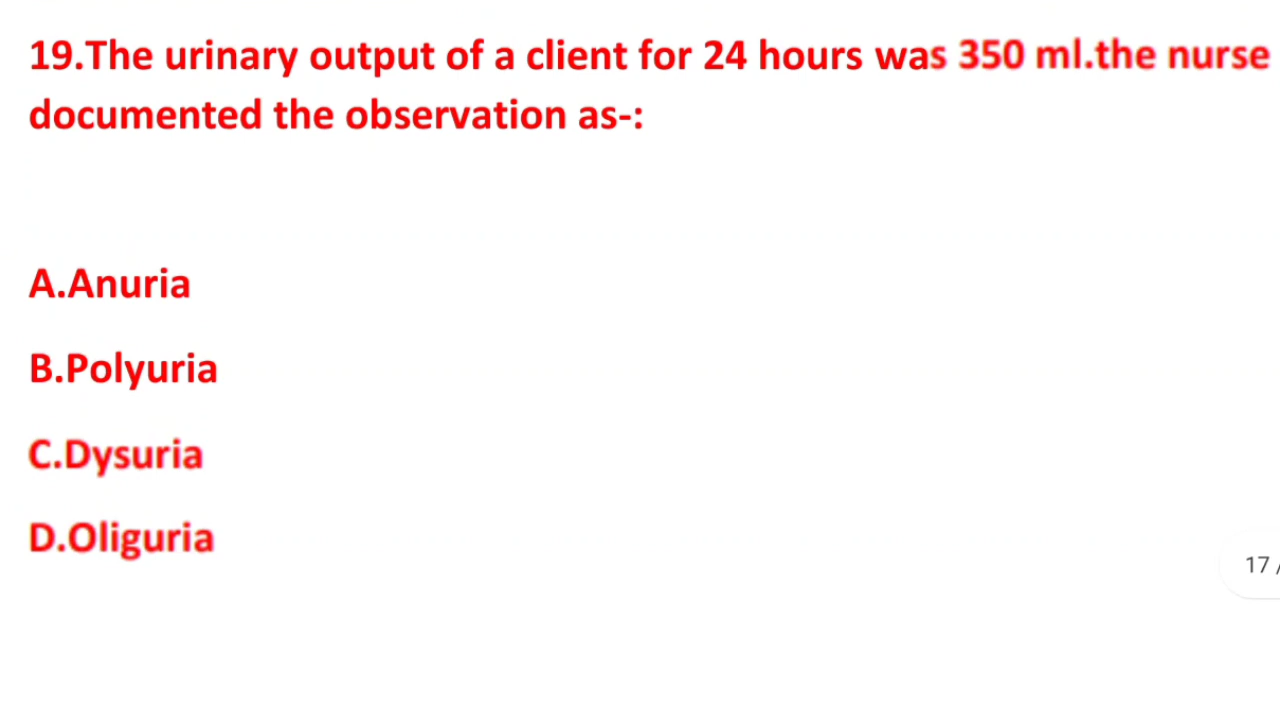 19.The urinary output of a client for 24 hours was 350 ml.the nurse
documented the observation as-:
A.Anuria
B.Polyuria
C.Dysuria
D.Oliguria
17 /